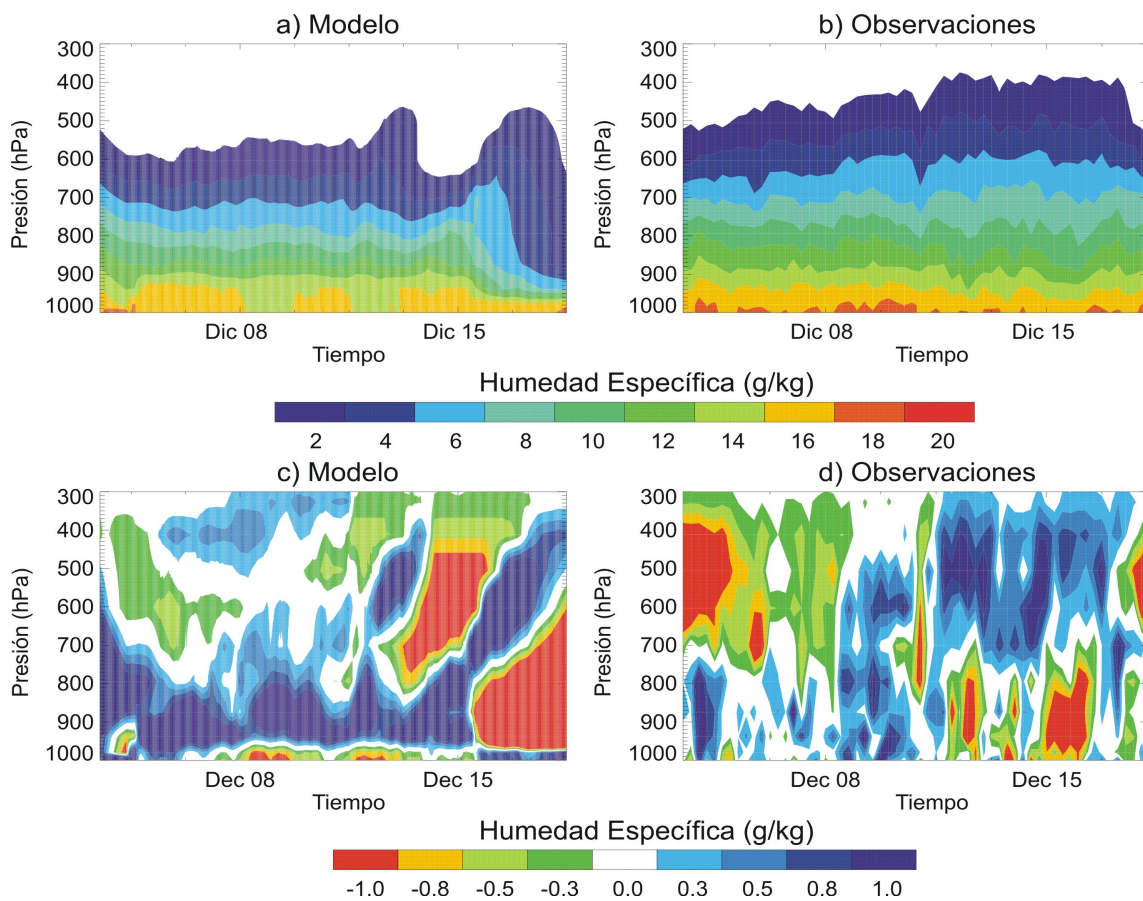 a) Modelo
b) Observaciones
300
400
500
600
700
800
900
1000
Presión (hPa)
Dic 08
Dic 15
Tiempo
300
400
500
600
700
800
900
1000
Presión (hPa)
Dic 08
Dic 15
Tiempo
Humedad Específica (g/kg)
2 4 6 8 10 12 14 16 18 20
c) Modelo
d) Observaciones
300
400
500
600
700
800
900
1000
Presión (hPa)
Dec 08
Dec 15
Tiempo
300
400
500
600
700
800
900
1000
Presión (hPa)
Dec 08
Dec 15
Tiempo
Humedad Específica (g/kg)
-1.0 -0.8 -0.5 -0.3 0.0 0.3 0.5 0.8 1.0